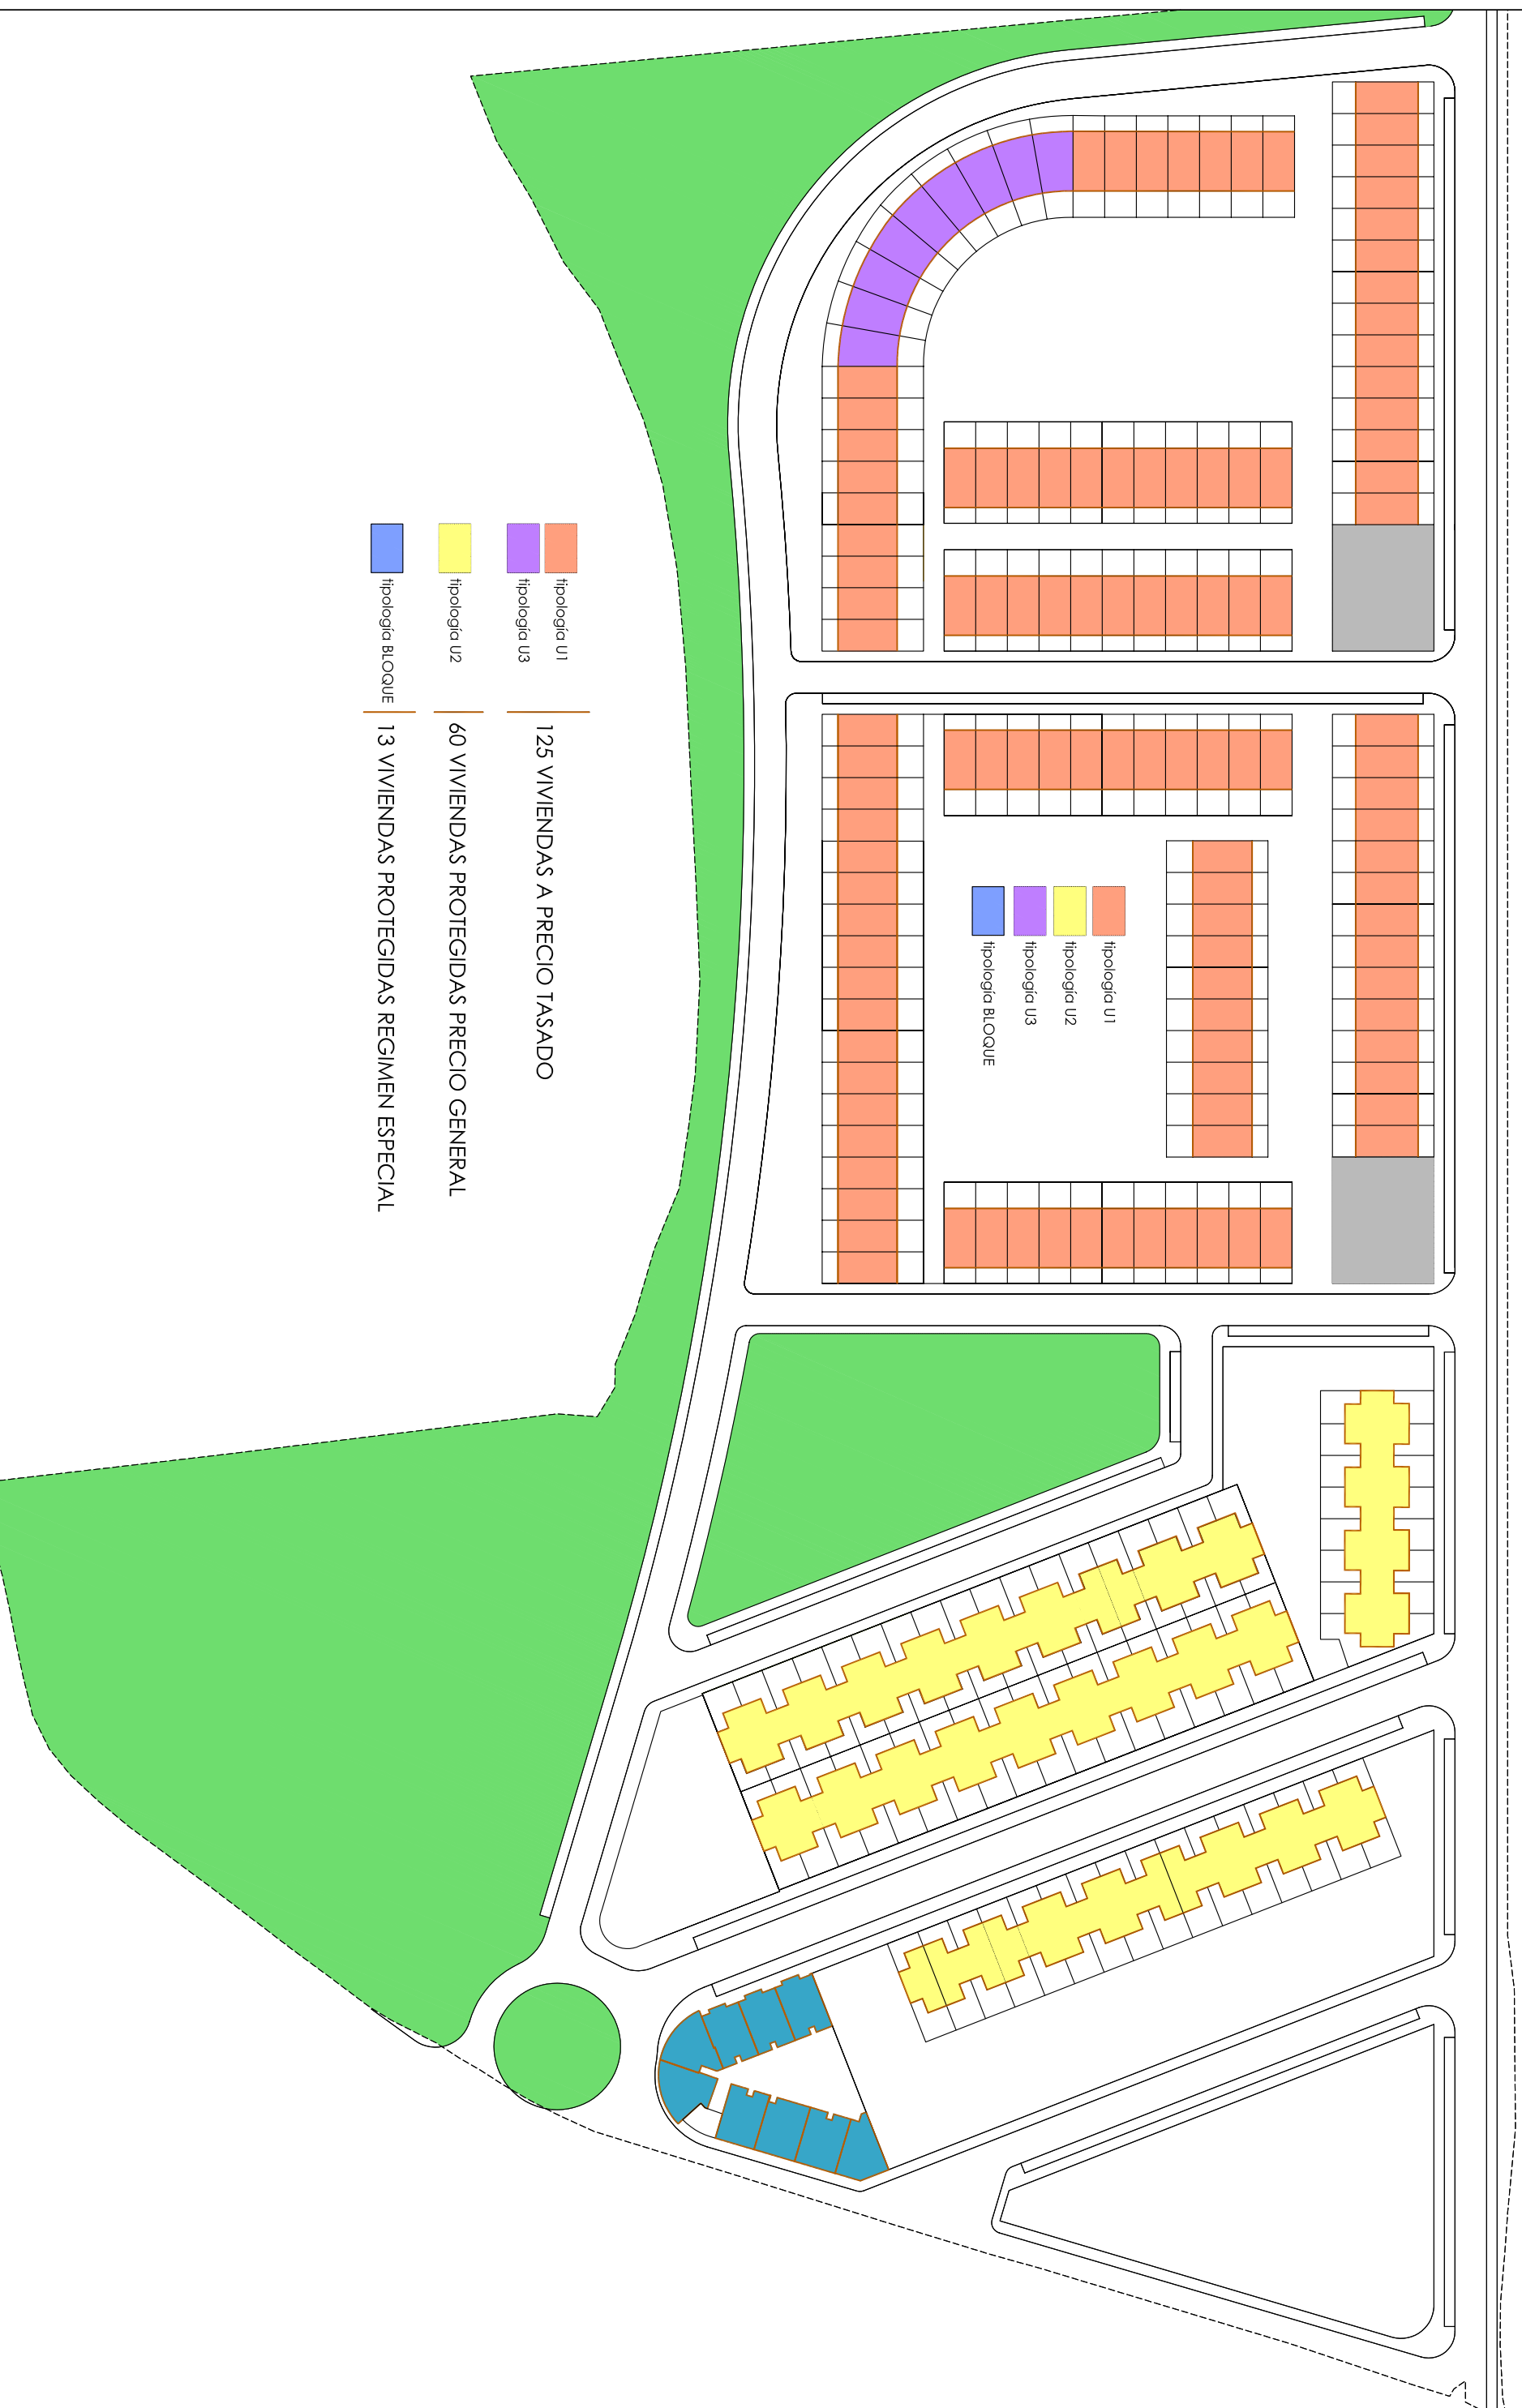 tipología U1
tipología U3
125 VIVIENDAS A PRECIO TASADO
tipología U2
60 VIVIENDAS PROTEGIDAS PRECIO GENERAL
tipología BLOQUE
13 VIVIENDAS PROTEGIDAS REGIMEN ESPECIAL
tipología U1
tipología U2
tipología U3
tipología BLOQUE